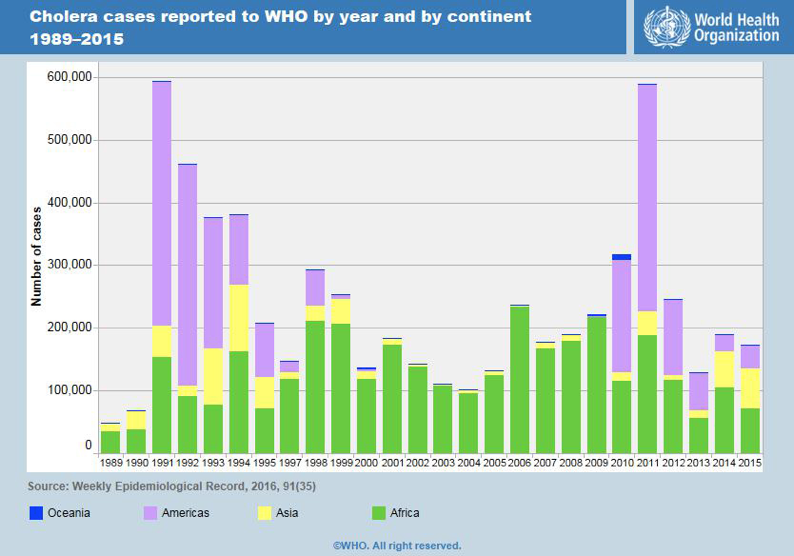 Cholera cases reported to WHO by year and by continent
1989–2015
World Health
Organization
Number of cases
600,000
500,000
400,000
300,000
200,000
100,000
0
1989 1990 1991 1992 1993 1994 1995 1997 1998 1999 2000 2001 2002 2003 2004 2005 2006 2007 2008 2009 2010 2011 2012 2013 2014 2015
Source: Weekly Epidemiological Record, 2016, 91(35)
Oceania Americas Asia Africa
©WHO. All right reserved.